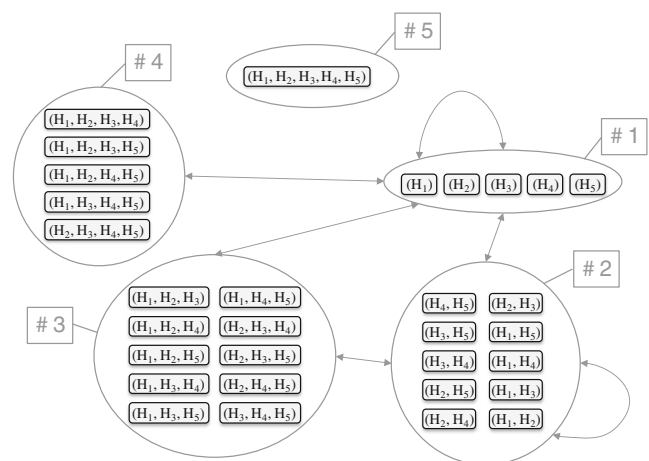 # 5
# 4
(H₁, H₂, H₃, H₄, H₅)
(H₁, H₂, H₃, H₄)
(H₁, H₂, H₃, H₅)
(H₁, H₂, H₄, H₅)
(H₁, H₃, H₄, H₅)
(H₂, H₃, H₄, H₅)
# 1
(H₁) (H₂) (H₃) (H₄) (H₅)
# 3
(H₁, H₂, H₃) (H₁, H₄, H₅)
(H₁, H₂, H₄) (H₂, H₃, H₄)
(H₁, H₂, H₅) (H₂, H₃, H₅)
(H₁, H₃, H₄) (H₂, H₄, H₅)
(H₁, H₃, H₅) (H₃, H₄, H₅)
# 2
(H₄, H₅) (H₂, H₃)
(H₃, H₅) (H₁, H₅)
(H₃, H₄) (H₁, H₄)
(H₂, H₅) (H₁, H₃)
(H₂, H₄) (H₁, H₂)